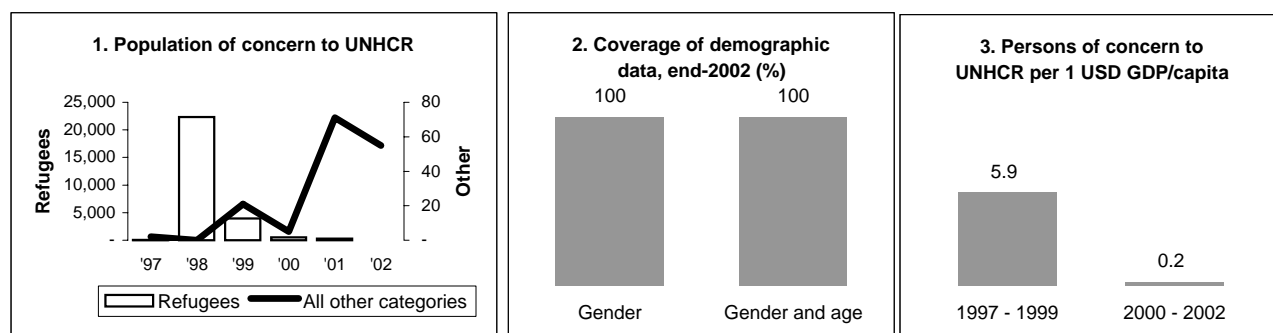 1. Population of concern to UNHCR
25,000
20,000
15,000
10,000
5,000
-
Refugees
80
60
40
20
-
Other
'97 '98 '99 '00 '01 '02
Refugees All other categories
2. Coverage of demographic
data, end-2002 (%)
100 100
Gender Gender and age
3. Persons of concern to
UNHCR per 1 USD GDP/capita
5.9
0.2
1997 - 1999 2000 - 2002